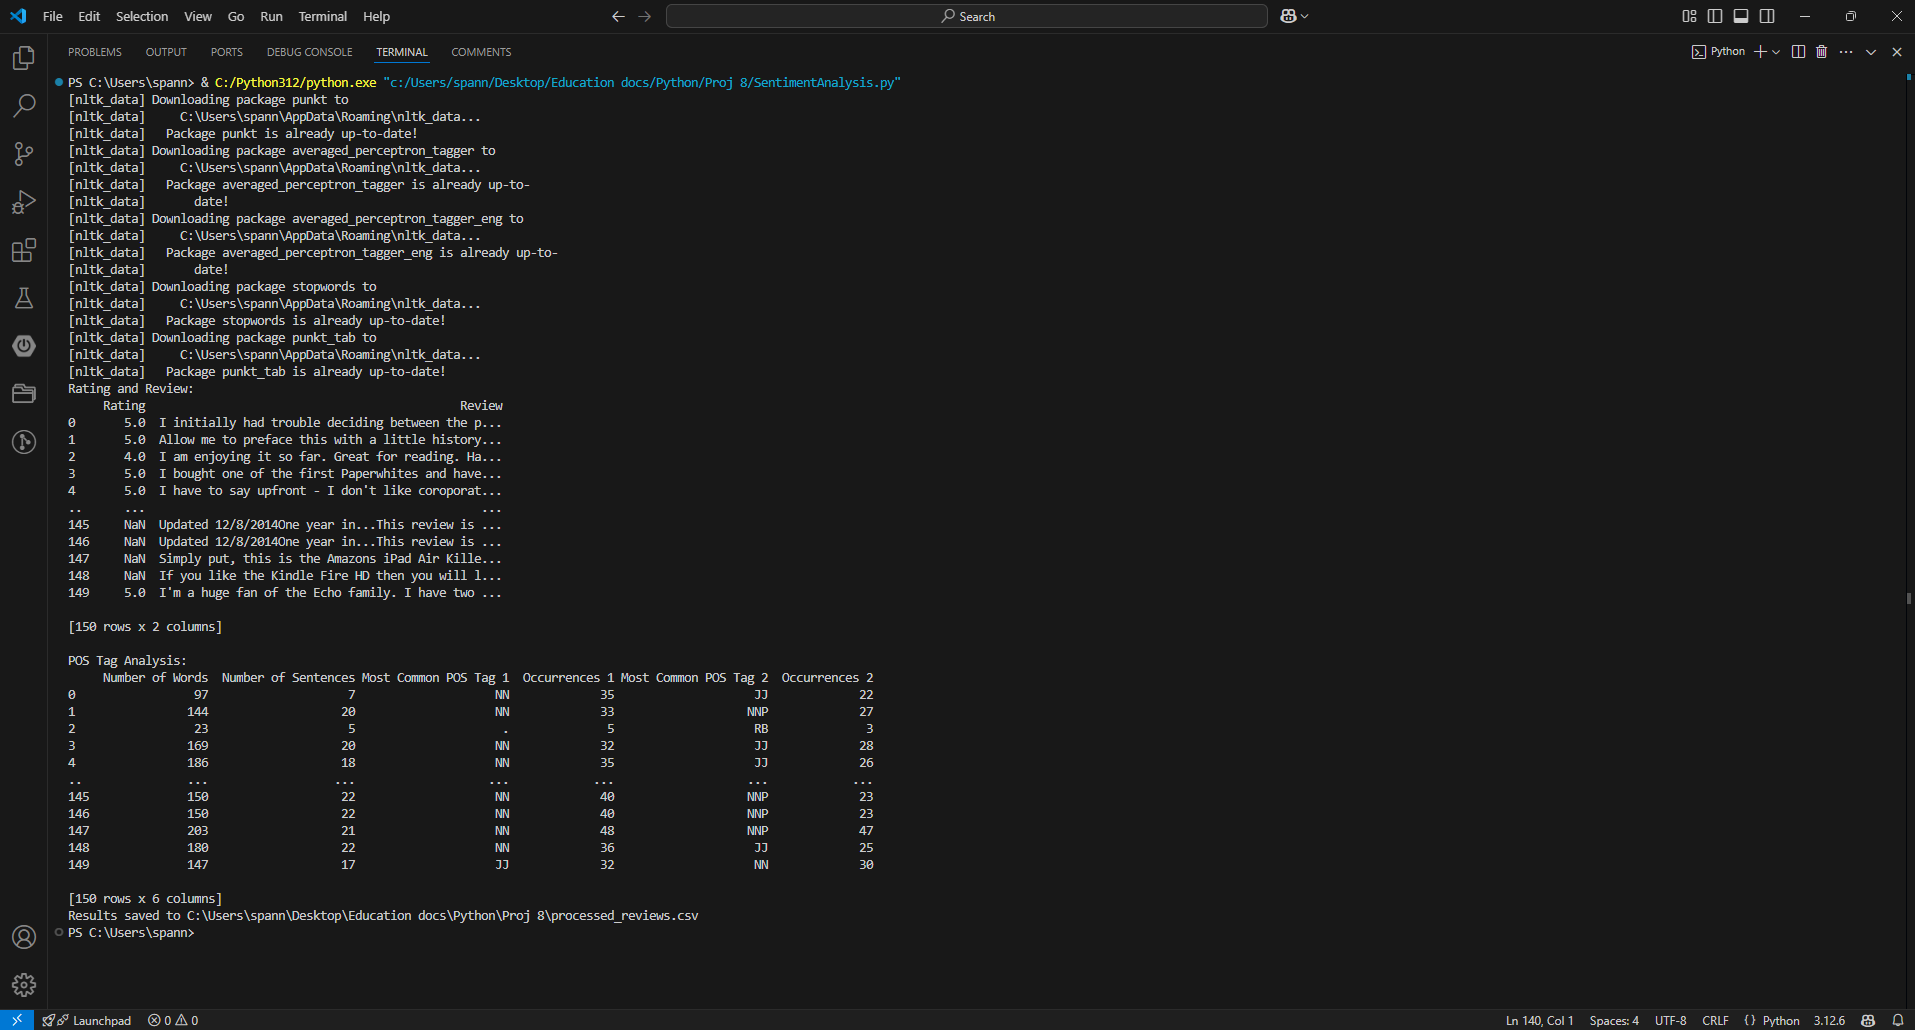 File Edit Selection View Go Run Terminal Help Search
PROBLEMS OUTPUT PORTS DEBUG CONSOLE TERMINAL COMMENTS Python
PS C:\Users\spann> & C:/Python312/python.exe "c:/Users/spann/Desktop/Education docs/Python/Proj 8/SentimentAnalysis.py"
[nltk_data] Downloading package punkt to
[nltk_data]     C:\Users\spann\AppData\Roaming\nltk_data...
[nltk_data]   Package punkt is already up-to-date!
[nltk_data] Downloading package averaged_perceptron_tagger to
[nltk_data]     C:\Users\spann\AppData\Roaming\nltk_data...
[nltk_data]   Package averaged_perceptron_tagger is already up-to-
[nltk_data]       date!
[nltk_data] Downloading package averaged_perceptron_tagger_eng to
[nltk_data]     C:\Users\spann\AppData\Roaming\nltk_data...
[nltk_data]   Package averaged_perceptron_tagger_eng is already up-to-
[nltk_data]       date!
[nltk_data] Downloading package stopwords to
[nltk_data]     C:\Users\spann\AppData\Roaming\nltk_data...
[nltk_data]   Package stopwords is already up-to-date!
[nltk_data] Downloading package punkt_tab to
[nltk_data]     C:\Users\spann\AppData\Roaming\nltk_data...
[nltk_data]   Package punkt_tab is already up-to-date!
Rating and Review:
     Rating                                             Review
0       5.0  I initially had trouble deciding between the p...
1       5.0  Allow me to preface this with a little history...
2       4.0  I am enjoying it so far. Great for reading. Ha...
3       5.0  I bought one of the first Paperwhites and have...
4       5.0  I have to say upfront - I don't like coroporat...
..      ...                                                ...
145     NaN  Updated 12/8/2014One year in...This review is ...
146     NaN  Updated 12/8/2014One year in...This review is ...
147     NaN  Simply put, this is the Amazons iPad Air Kille...
148     NaN  If you like the Kindle Fire HD then you will l...
149     5.0  I'm a huge fan of the Echo family. I have two ...
[150 rows x 2 columns]
POS Tag Analysis:
     Number of Words  Number of Sentences Most Common POS Tag 1  Occurrences 1 Most Common POS Tag 2  Occurrences 2
0                 97                    7                    NN             35                    JJ             22
1                144                   20                    NN             33                   NNP             27
2                 23                    5                     .              5                    RB              3
3                169                   20                    NN             32                    JJ             28
4                186                   18                    NN             35                    JJ             26
..               ...                  ...                   ...            ...                   ...            ...
145              150                   22                    NN             40                   NNP             23
146              150                   22                    NN             40                   NNP             23
147              203                   21                    NN             48                   NNP             47
148              180                   22                    NN             36                    JJ             25
149              147                   17                    JJ             32                    NN             30
[150 rows x 6 columns]
Results saved to C:\Users\spann\Desktop\Education docs\Python\Proj 8\processed_reviews.csv
PS C:\Users\spann>
Launchpad 0 0 Ln 140, Col 1 Spaces: 4 UTF-8 CRLF {} Python 3.12.6